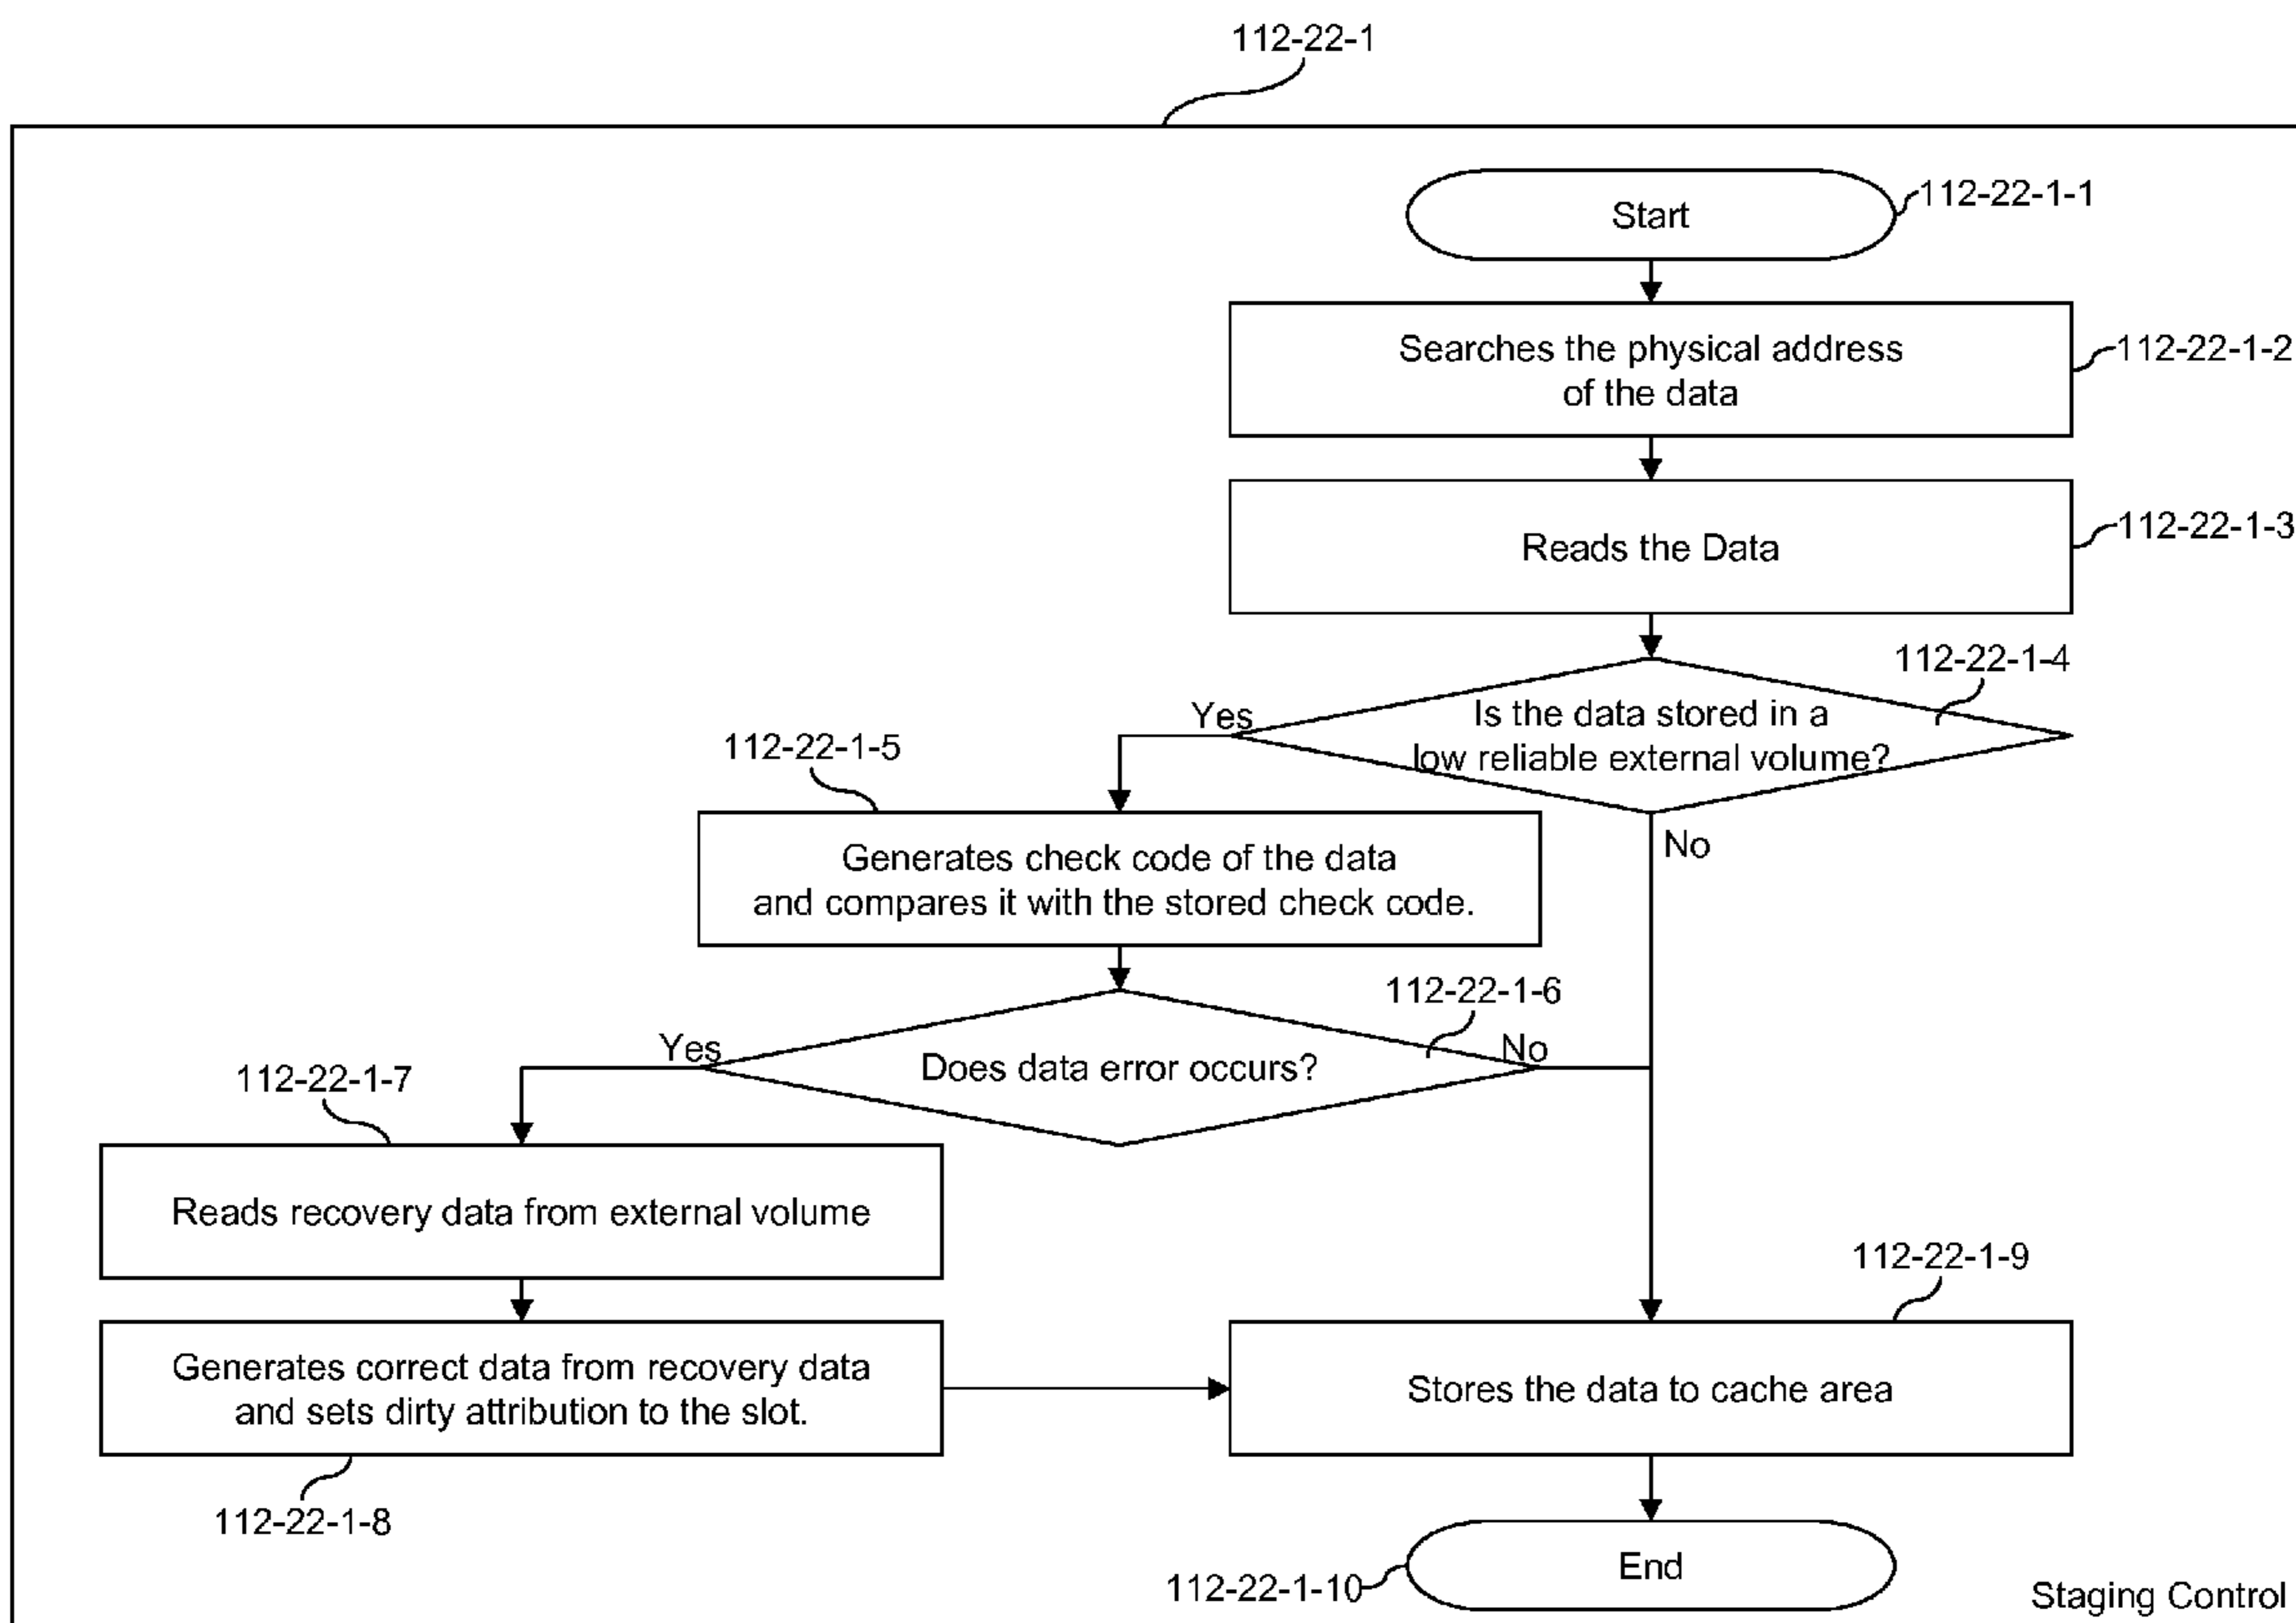 112-22-1
Start
112-22-1-1
Searches the physical address
of the data
112-22-1-2
Reads the Data
112-22-1-3
112-22-1-4
Is the data stored in a
low reliable external volume?
Yes
No
112-22-1-5
Generates check code of the data
and compares it with the stored check code.
112-22-1-6
Does data error occurs?
Yes
No
112-22-1-7
Reads recovery data from external volume
Generates correct data from recovery data
and sets dirty attribution to the slot.
112-22-1-8
112-22-1-9
Stores the data to cache area
End
112-22-1-10
Staging Control